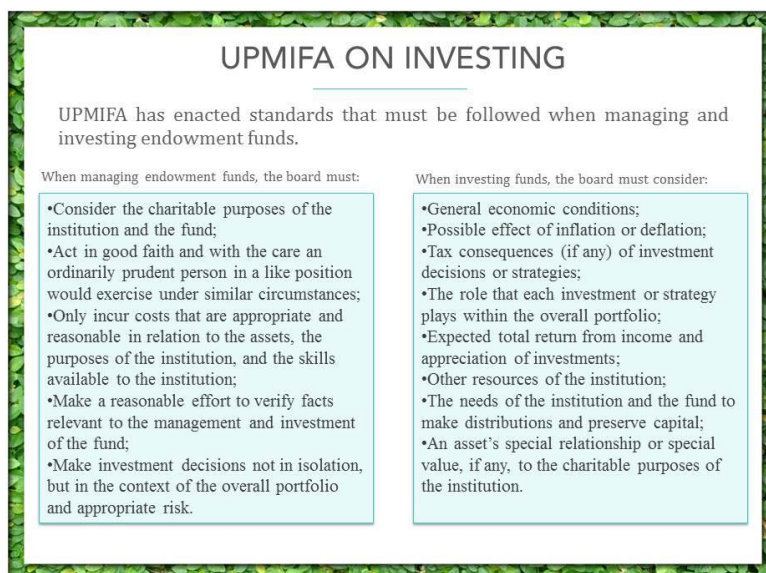 UPMIFA ON INVESTING
UPMIFA has enacted standards that must be followed when managing and
investing endowment funds.
When managing endowment funds, the board must:
•Consider the charitable purposes of the
institution and the fund;
•Act in good faith and with the care an
ordinarily prudent person in a like position
would exercise under similar circumstances;
•Only incur costs that are appropriate and
reasonable in relation to the assets, the
purposes of the institution, and the skills
available to the institution;
•Make a reasonable effort to verify facts
relevant to the management and investment
of the fund;
•Make investment decisions not in isolation,
but in the context of the overall portfolio
and appropriate risk.
When investing funds, the board must consider:
•General economic conditions;
•Possible effect of inflation or deflation;
•Tax consequences (if any) of investment
decisions or strategies;
•The role that each investment or strategy
plays within the overall portfolio;
•Expected total return from income and
appreciation of investments;
•Other resources of the institution;
•The needs of the institution and the fund to
make distributions and preserve capital;
•An asset's special relationship or special
value, if any, to the charitable purposes of
the institution.